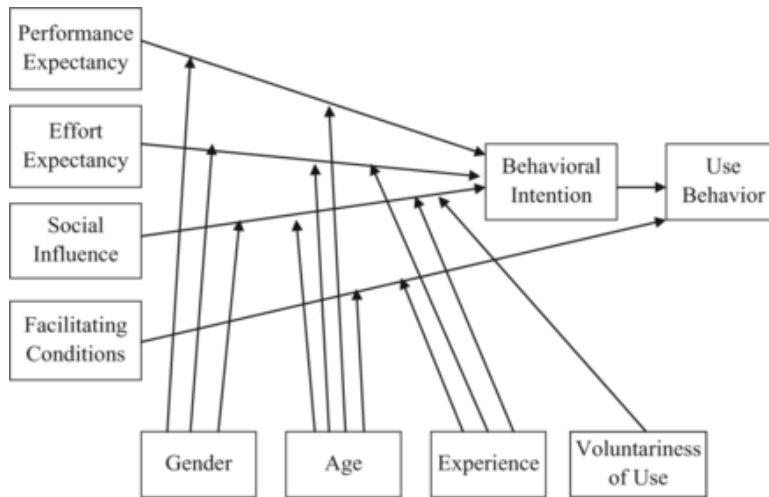 Performance
Expectancy
Effort
Expectancy
Social
Influence
Facilitating
Conditions
Behavioral
Intention
Use
Behavior
Gender
Age
Experience
Voluntariness
of Use